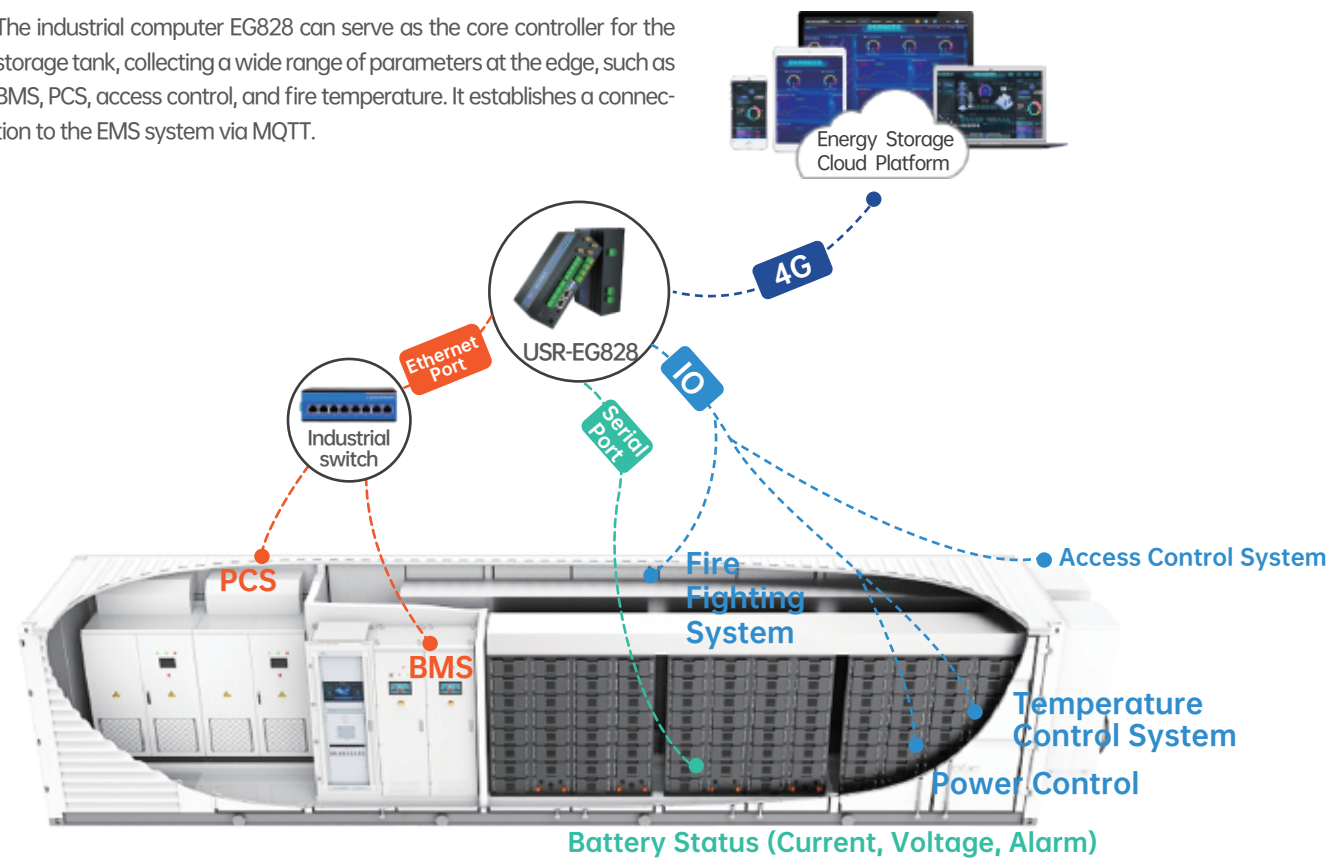 The industrial computer EG828 can serve as the core controller for the
storage tank, collecting a wide range of parameters at the edge, such as
BMS, PCS, access control, and fire temperature. It establishes a connec-
tion to the EMS system via MQTT.
Energy Storage
Cloud Platform
4G
USR-EG828
Ethernet
Port
IO
Serial
Port
Industrial
switch
PCS
BMS
Fire
Fighting
System
Access Control System
Temperature
Control System
Power Control
Battery Status (Current, Voltage, Alarm)